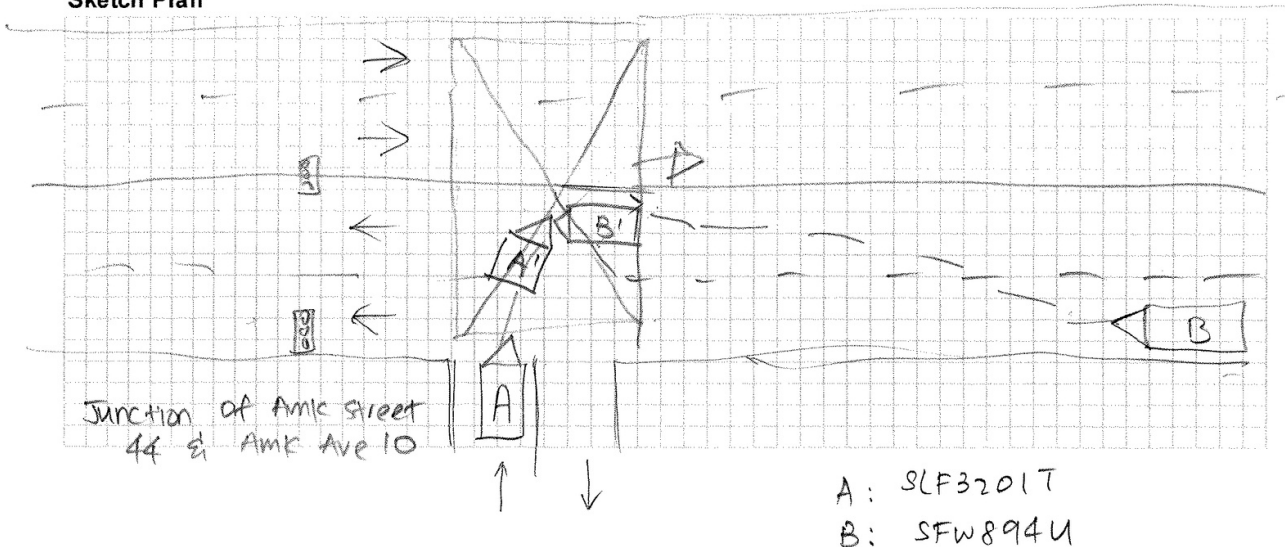 Sketch Plan
B'
A'
B
A
Junction Of Amk Street
44 & Amk Ave 10
A: SLF3201T
B: SFW894U